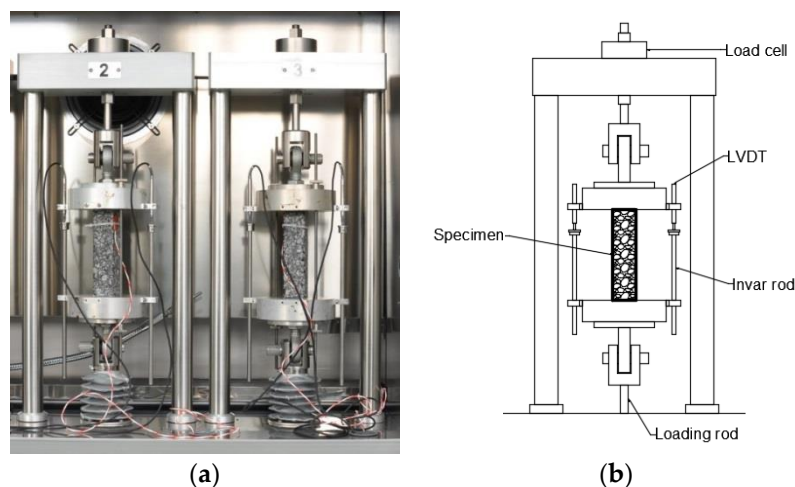 2
3
Load cell
LVDT
Specimen
Invar rod
Loading rod
(a)
(b)